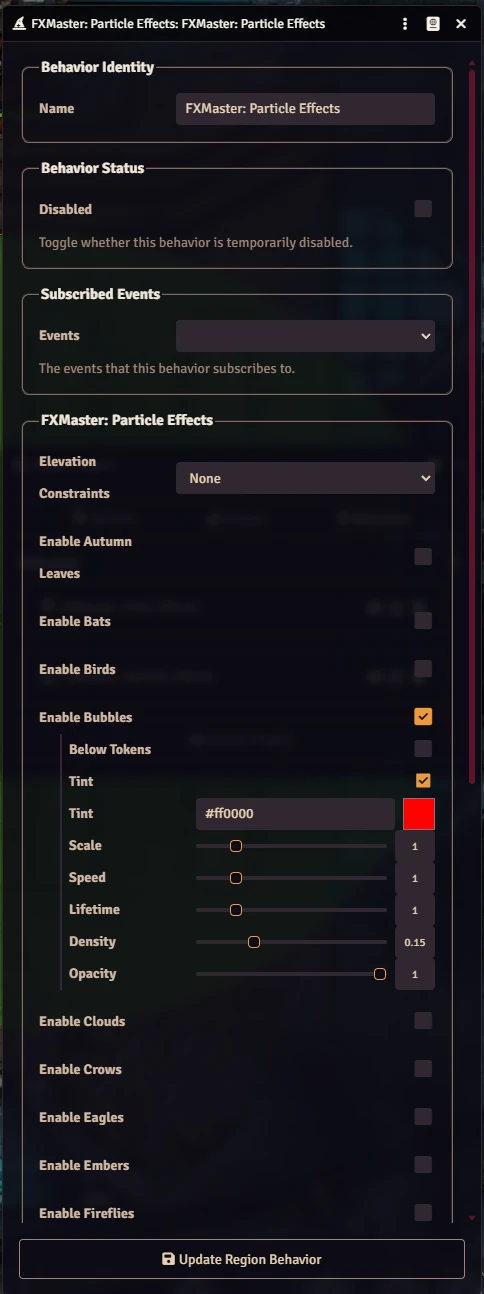 FXMaster: Particle Effects: FXMaster: Particle Effects
Behavior Identity
Name
FXMaster: Particle Effects
Behavior Status
Disabled
Toggle whether this behavior is temporarily disabled.
Subscribed Events
Events
The events that this behavior subscribes to.
FXMaster: Particle Effects
Elevation
Constraints
None
Enable Autumn
Leaves
Enable Bats
Enable Birds
Enable Bubbles
Below Tokens
Tint
Tint #ff0000
Scale 1
Speed 1
Lifetime 1
Density 0.15
Opacity 1
Enable Clouds
Enable Crows
Enable Eagles
Enable Embers
Enable Fireflies
Update Region Behavior